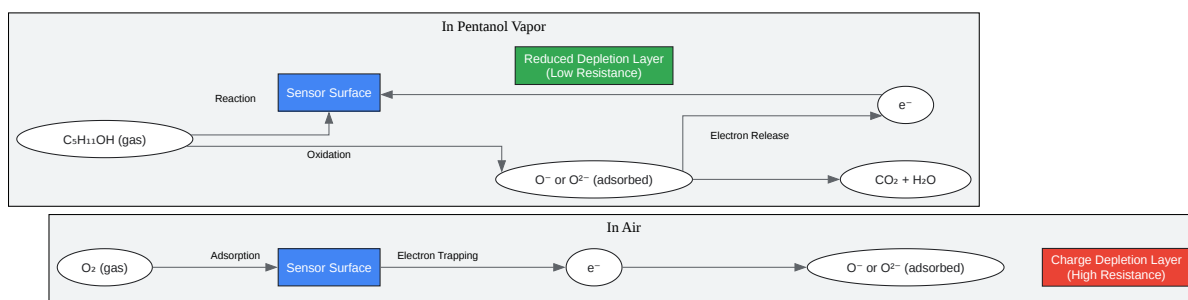 In Pentanol Vapor
Reduced Depletion Layer
(Low Resistance)
Sensor Surface
Reaction
e⁻
C₅H₁₁OH (gas)
Electron Release
Oxidation
O⁻ or O²⁻ (adsorbed)
CO₂ + H₂O
In Air
Adsorption
Electron Trapping
O₂ (gas)
Sensor Surface
e⁻
O⁻ or O²⁻ (adsorbed)
Charge Depletion Layer
(High Resistance)